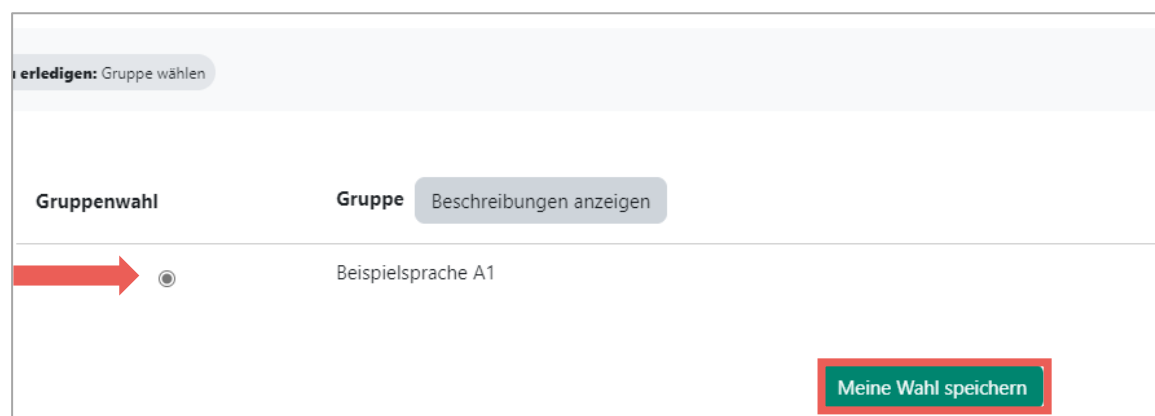 erledigen: Gruppe wählen
Gruppenwahl Gruppe Beschreibungen anzeigen
Beispielsprache A1
Meine Wahl speichern